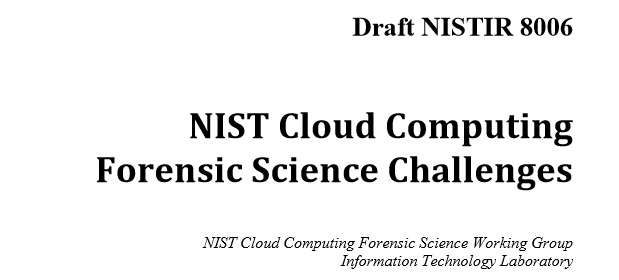 Draft NISTIR 8006
NIST Cloud Computing
Forensic Science Challenges
NIST Cloud Computing Forensic Science Working Group
Information Technology Laboratory